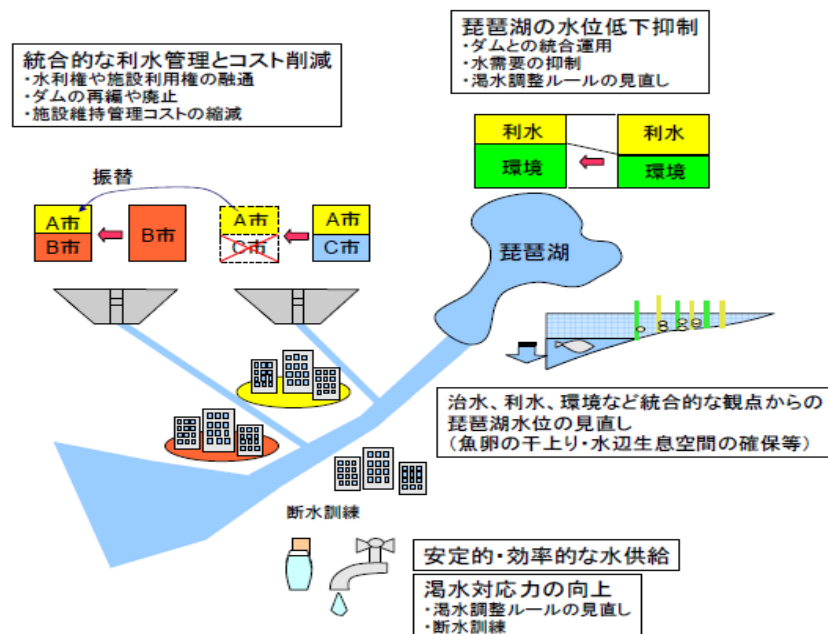 統合的な利水管理とコスト削減
・水利権や施設利用権の融通
・ダムの再編や廃止
・施設維持管理コストの縮減
琵琶湖の水位低下抑制
・ダムとの統合運用
・水需要の抑制
・渇水調整ルールの見直し
利水
環境
利水
環境
振替
A市
B市
B市
A市
C市
A市
C市
琵琶湖
治水、利水、環境など統合的な観点からの
琵琶湖水位の見直し
(魚卵の干上り・水辺生息空間の確保等)
断水訓練
安定的・効率的な水供給
渇水対応力の向上
・渇水調整ルールの見直し
・断水訓練